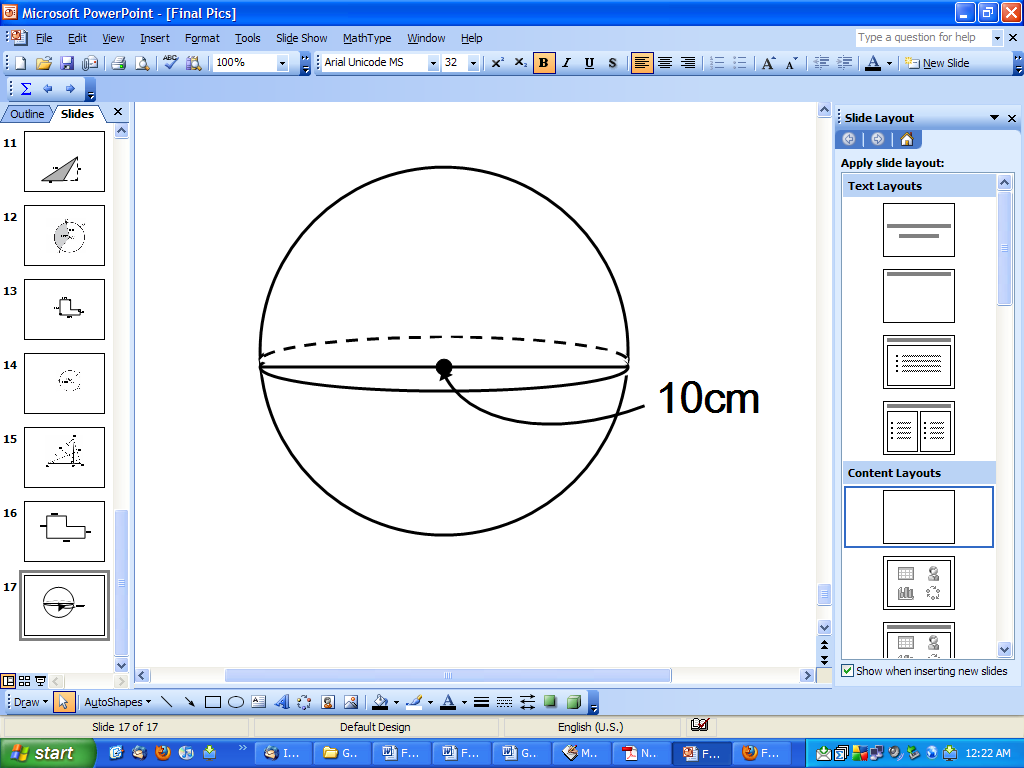 Microsoft PowerPoint - [Final Pics]
File Edit View Insert Format Tools Slide Show MathType Window Help
Type a question for help
100% Arial Unicode MS 32 B I U S New Slide
Outline Slides
Slide Layout
Apply slide layout:
Text Layouts
11
12
13
14
15
16
17
10cm
Content Layouts
Show when inserting new slides
Draw AutoShapes
Slide 17 of 17 Default Design English (U.S.)
start I... G... F... F... G... M... N... F... F... 12:22 AM